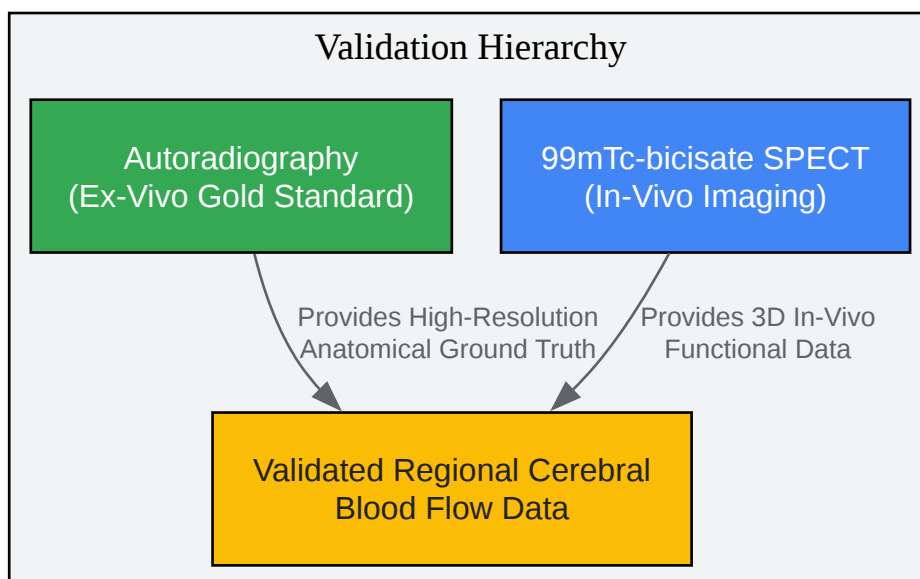 Validation Hierarchy
Autoradiography
(Ex-Vivo Gold Standard)
99mTc-bicisate SPECT
(In-Vivo Imaging)
Provides High-Resolution
Anatomical Ground Truth
Provides 3D In-Vivo
Functional Data
Validated Regional Cerebral
Blood Flow Data